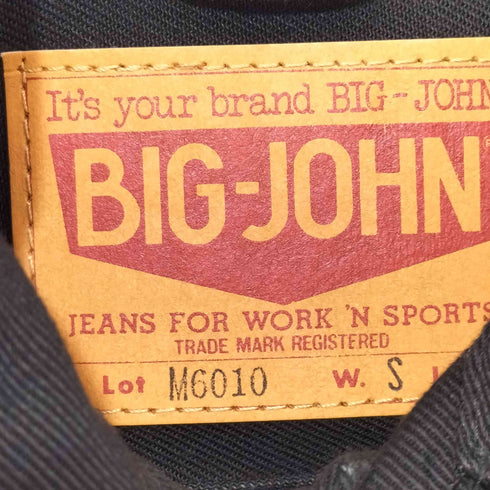 It's your brand BIG-JOHN
BIG-JOHN
JEANS FOR WORK 'N SPORTS
TRADE MARK REGISTERED
Lot M6010 W. S